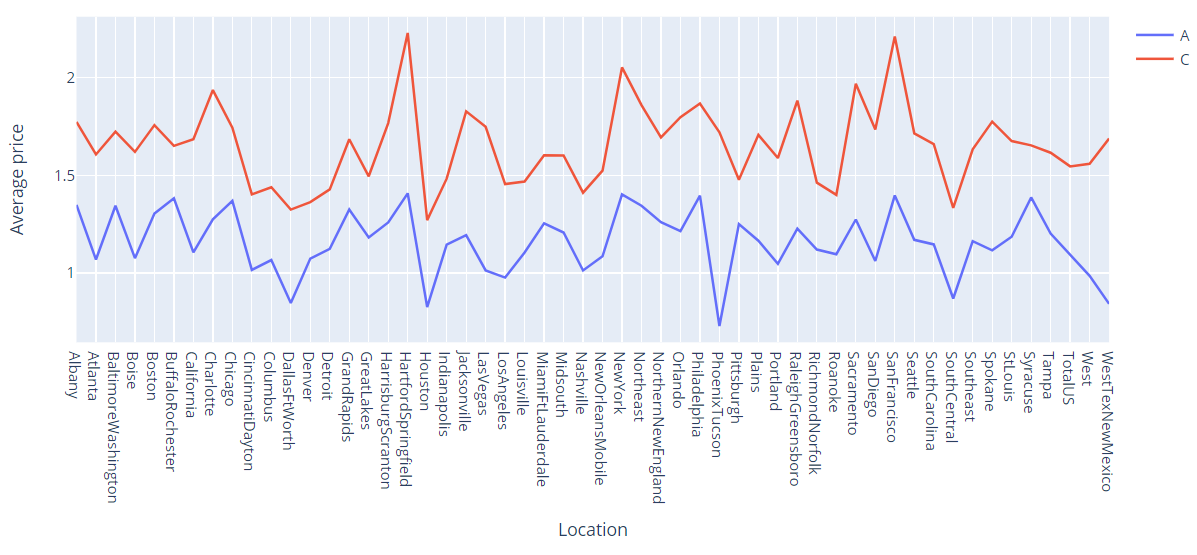 A
C
2
1.5
1
Average price
Albany
Atlanta
BaltimoreWashington
Boise
Boston
BuffaloRochester
California
Charlotte
Chicago
CincinnatiDayton
Columbus
DallasFtWorth
Denver
Detroit
GrandRapids
GreatLakes
HarrisburgScranton
HartfordSpringfield
Houston
Indianapolis
Jacksonville
LasVegas
LosAngeles
Louisville
MiamiFtLauderdale
Midsouth
Nashville
NewOrleansMobile
NewYork
Northeast
NorthernNewEngland
Orlando
Philadelphia
PhoenixTucson
Pittsburgh
Plains
Portland
RaleighGreensboro
RichmondNorfolk
Roanoke
Sacramento
SanDiego
SanFrancisco
Seattle
SouthCarolina
SouthCentral
Southeast
Spokane
StLouis
Syracuse
Tampa
TotalUS
West
WestTexNewMexico
Location